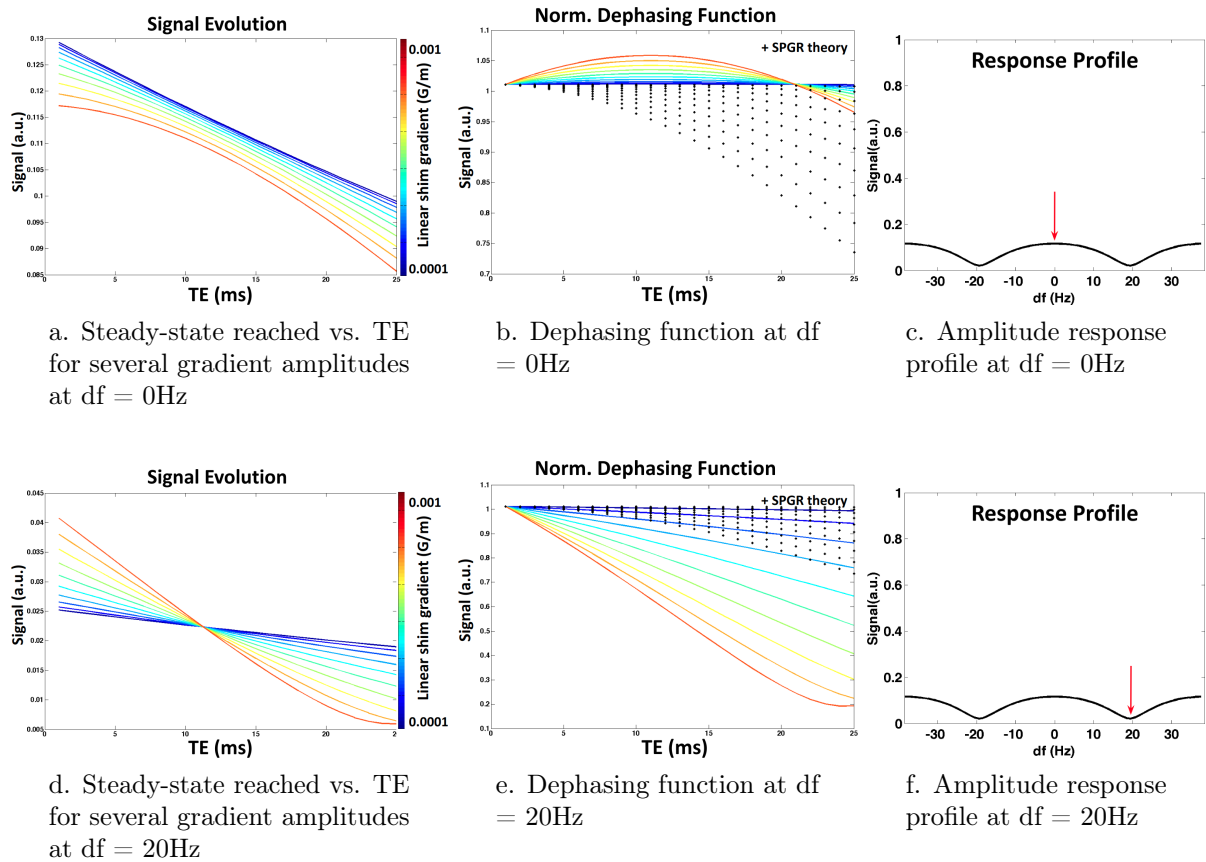 Signal Evolution
0.13
0.125
0.12
0.115
0.11
0.105
0.1
0.095
0.09
0.085
Signal (a.u.)
0 5 10 15 20 25
TE (ms)
0.001
Linear shim gradient (G/m)
0.0001
Norm. Dephasing Function
+ SPGR theory
1.1
1.05
1
0.95
0.9
0.85
0.8
0.75
0.7
Signal (a.u.)
0 5 10 15 20 25
TE (ms)
Response Profile
1
0.8
0.6
0.4
0.2
0
Signal(a.u.)
-30 -20 -10 0 10 20 30
df (Hz)
a. Steady-state reached vs. TE
for several gradient amplitudes
at df = 0Hz
b. Dephasing function at df
= 0Hz
c. Amplitude response
profile at df = 0Hz
Signal Evolution
0.045
0.04
0.035
0.03
0.025
0.02
0.015
0.01
0.005
Signal (a.u.)
0 5 10 15 20 25
TE (ms)
0.001
Linear shim gradient (G/m)
0.0001
Norm. Dephasing Function
+ SPGR theory
1.1
1
0.9
0.8
0.7
0.6
0.5
0.4
0.3
0.2
0.1
Signal (a.u.)
0 5 10 15 20 25
TE (ms)
Response Profile
1
0.8
0.6
0.4
0.2
0
Signal(a.u.)
-30 -20 -10 0 10 20 30
df (Hz)
d. Steady-state reached vs. TE
for several gradient amplitudes
at df = 20Hz
e. Dephasing function at df
= 20Hz
f. Amplitude response
profile at df = 20Hz